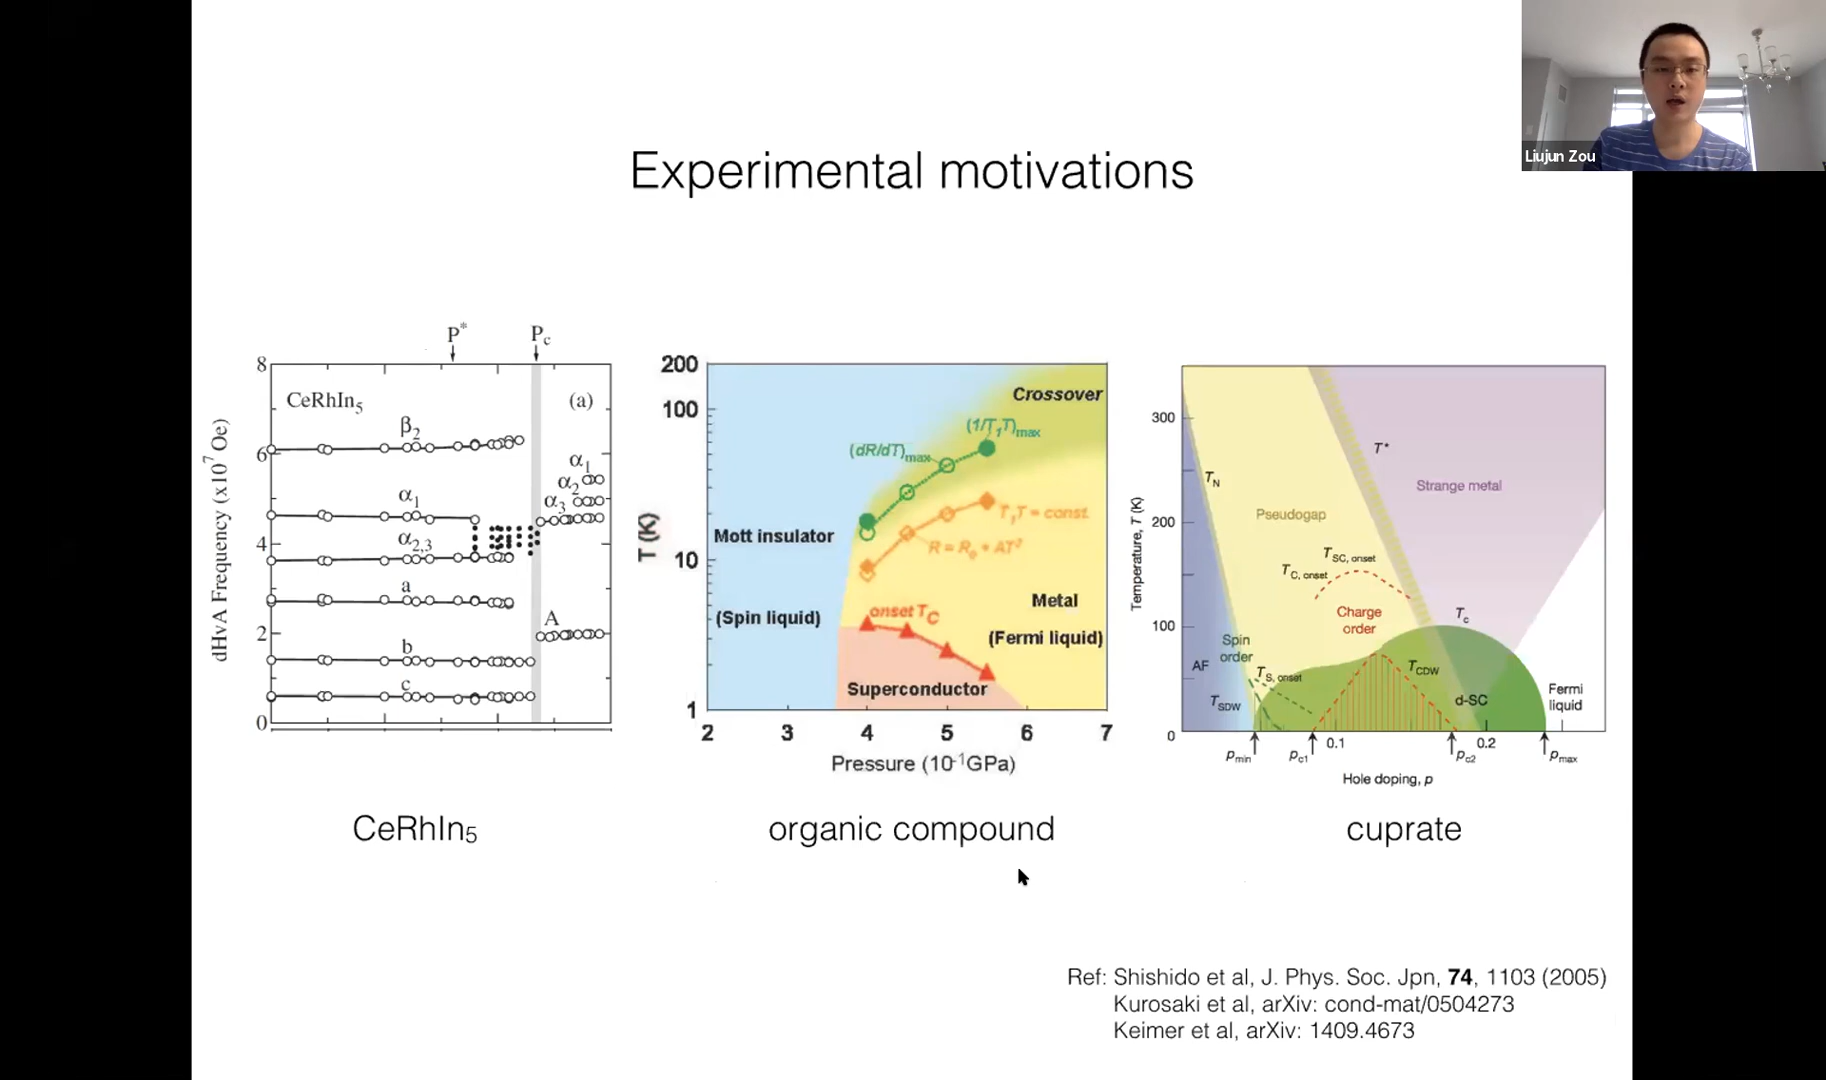 Liujun Zou
Experimental motivations
P* Pc
8
6
4
2
0
dHvA Frequency (x10⁷ Oe)
CeRhIn₅
(a)
β₂
α₁
α₂,₃
a
b
c
α₁
α₂
α₃
A
200
100
10
1
T (K)
Crossover
(1/T₁T)max
(dR/dT)max
T₁T = const.
R = R₀ + AT²
Mott insulator
(Spin liquid)
Metal
(Fermi liquid)
onset TC
Superconductor
2 3 4 5 6 7
Pressure (10⁻¹GPa)
300
200
100
0
Temperature, T (K)
TN
T*
Strange metal
Pseudogap
TSC, onset
TC, onset
Charge
order
Tc
Spin
order
AF
TS, onset
TCDW
TSDW
d-SC
Fermi
liquid
0.1 0.2
pmin pc1 pc2 pmax
Hole doping, p
CeRhIn₅
organic compound
cuprate
Ref: Shishido et al, J. Phys. Soc. Jpn, 74, 1103 (2005)
Kurosaki et al, arXiv: cond-mat/0504273
Keimer et al, arXiv: 1409.4673